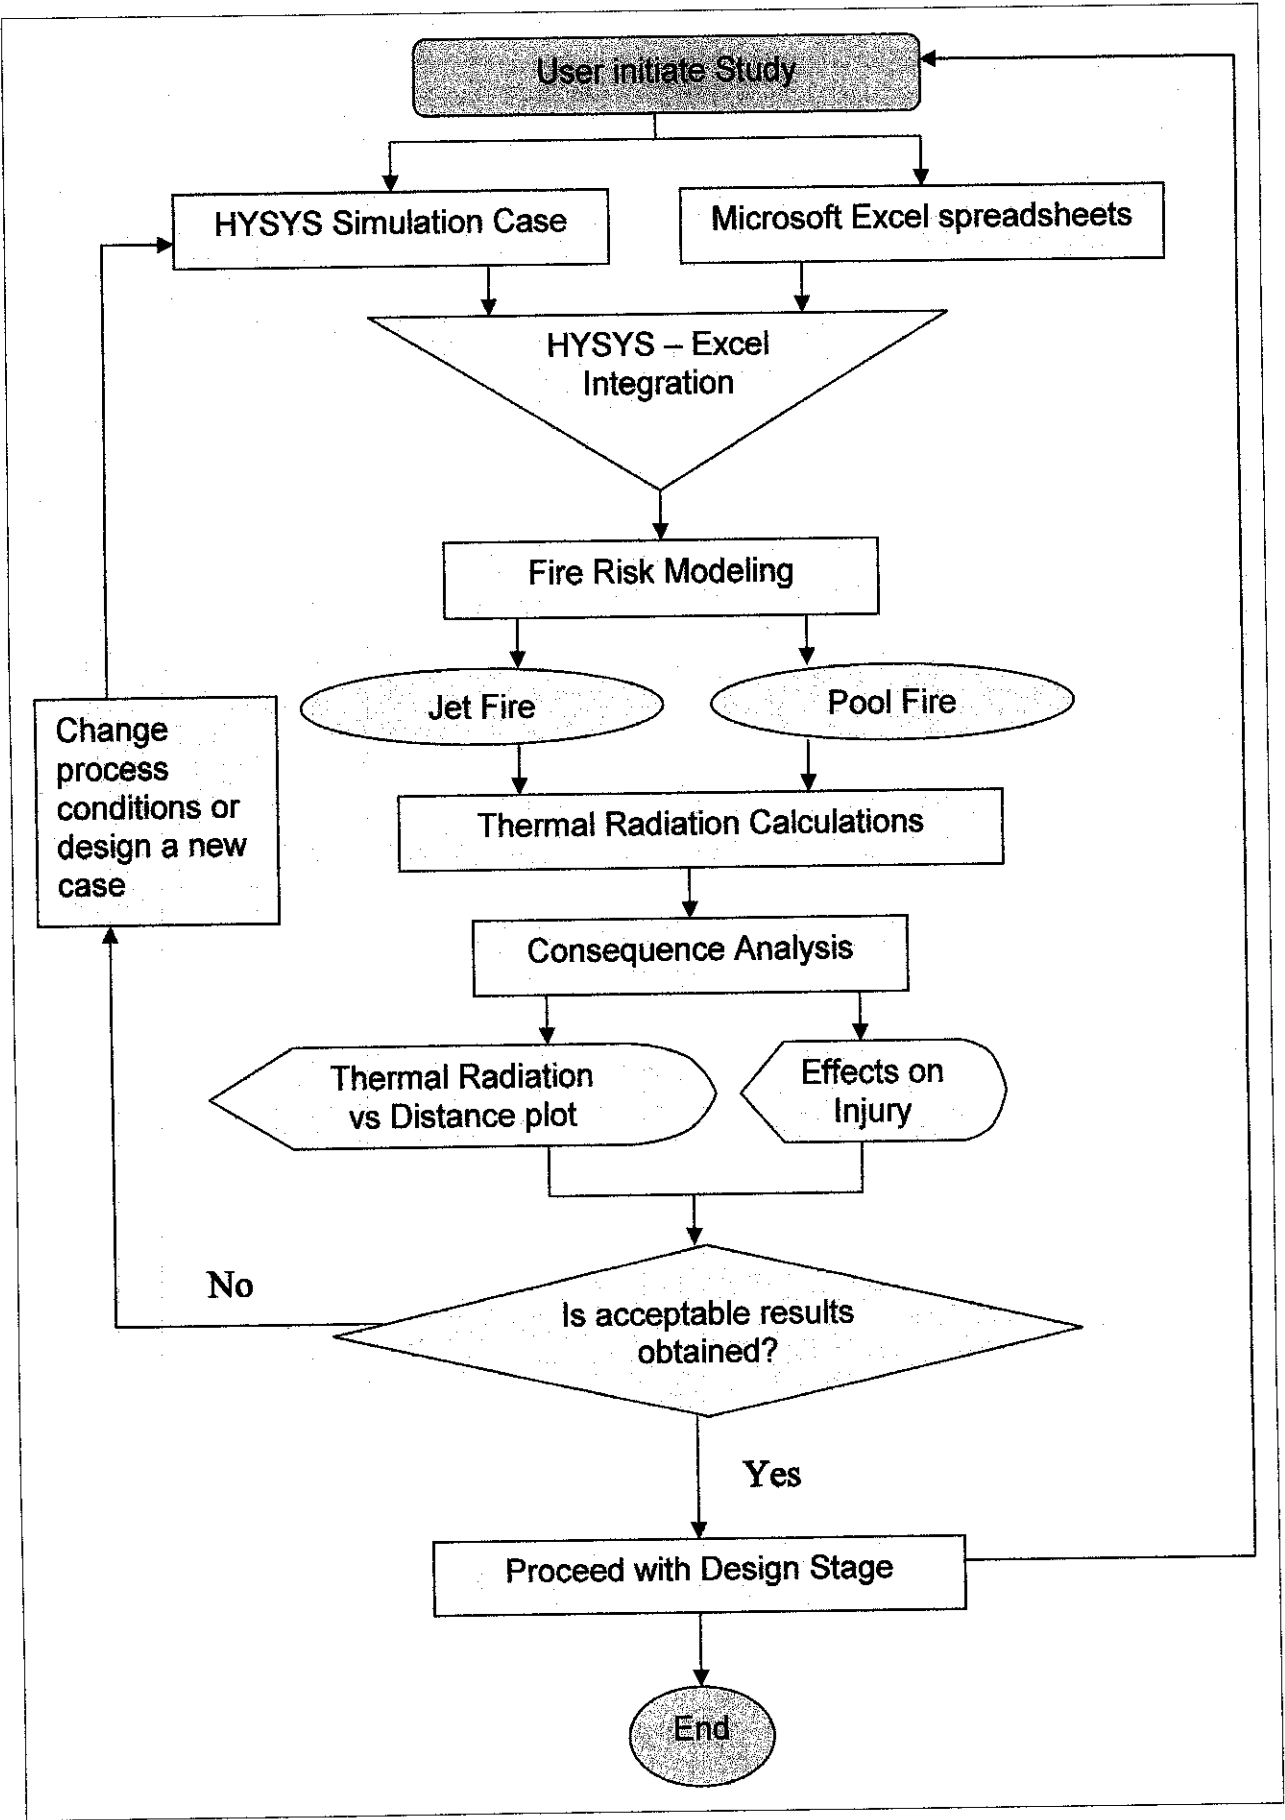 User initiate Study
HYSYS Simulation Case
Microsoft Excel spreadsheets
HYSYS – Excel
Integration
Fire Risk Modeling
Jet Fire
Pool Fire
Change
process
conditions or
design a new
case
Thermal Radiation Calculations
Consequence Analysis
Thermal Radiation
vs Distance plot
Effects on
Injury
No
Is acceptable results
obtained?
Yes
Proceed with Design Stage
End